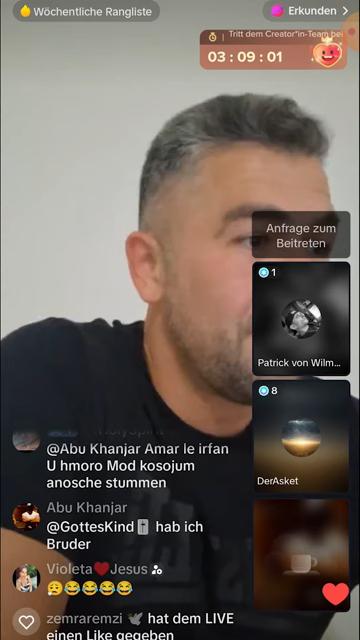 Wöchentliche Rangliste
Erkunden
Tritt dem Creator*in-Team bei
03 : 09 : 01
Anfrage zum
Beitreten
1
Patrick von Wilm...
8
DerAsket
@Abu Khanjar Amar le irfan
U hmoro Mod kosojum
anosche stummen
Abu Khanjar
@GottesKind hab ich
Bruder
Violeta Jesus
zemraremzi hat dem LIVE
einen Like gegeben